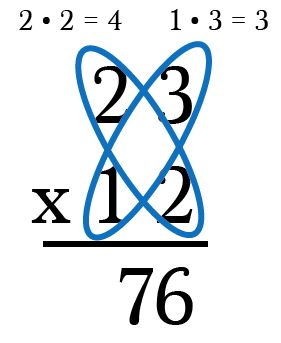 2 • 2 = 4 1 • 3 = 3
23
x 12
76